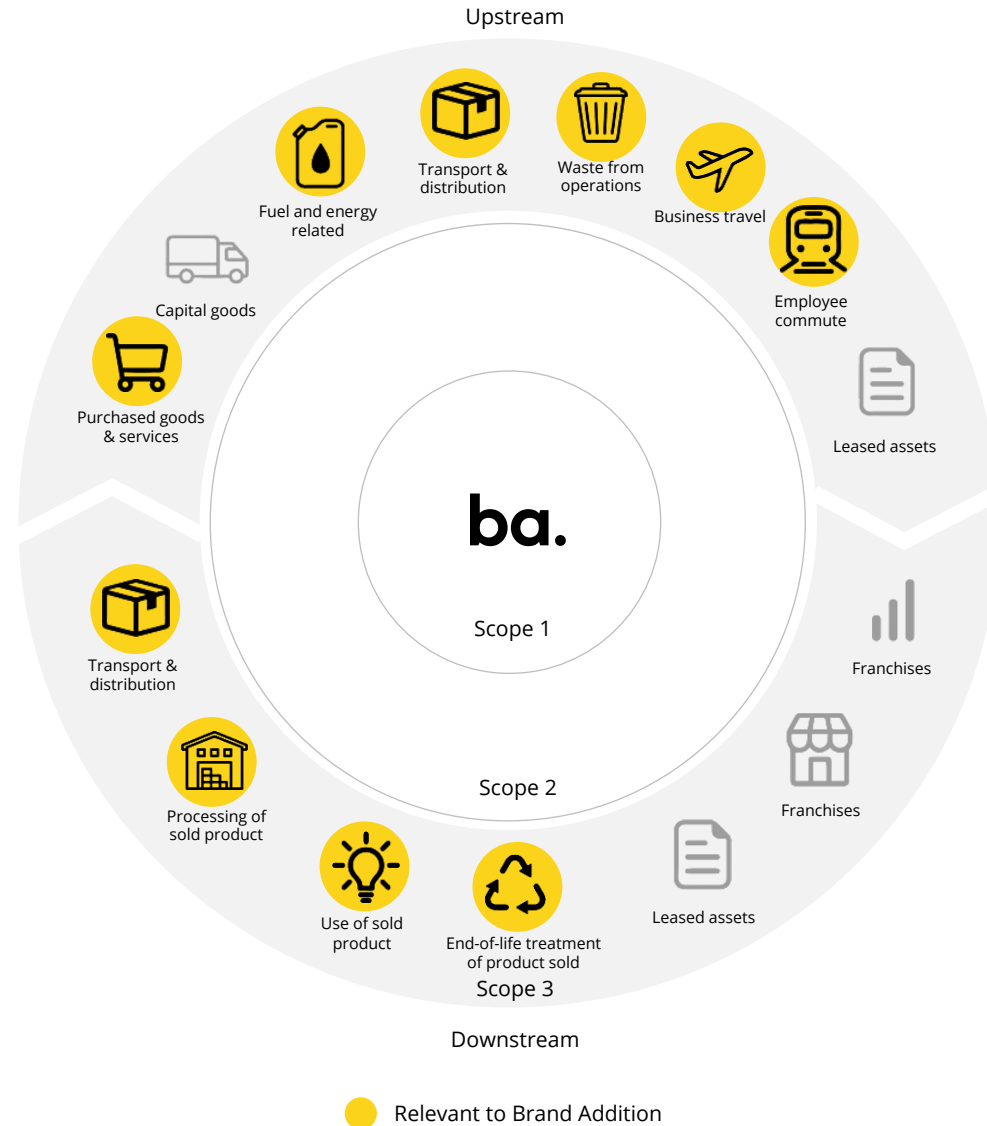 Upstream
Transport &
distribution
Waste from
operations
Business travel
Fuel and energy
related
Employee
commute
Capital goods
Purchased goods
& services
Leased assets
ba.
Scope 1
Scope 2
Transport &
distribution
Franchises
Processing of
sold product
Franchises
Use of sold
product
Leased assets
End-of-life treatment
of product sold
Scope 3
Downstream
Relevant to Brand Addition